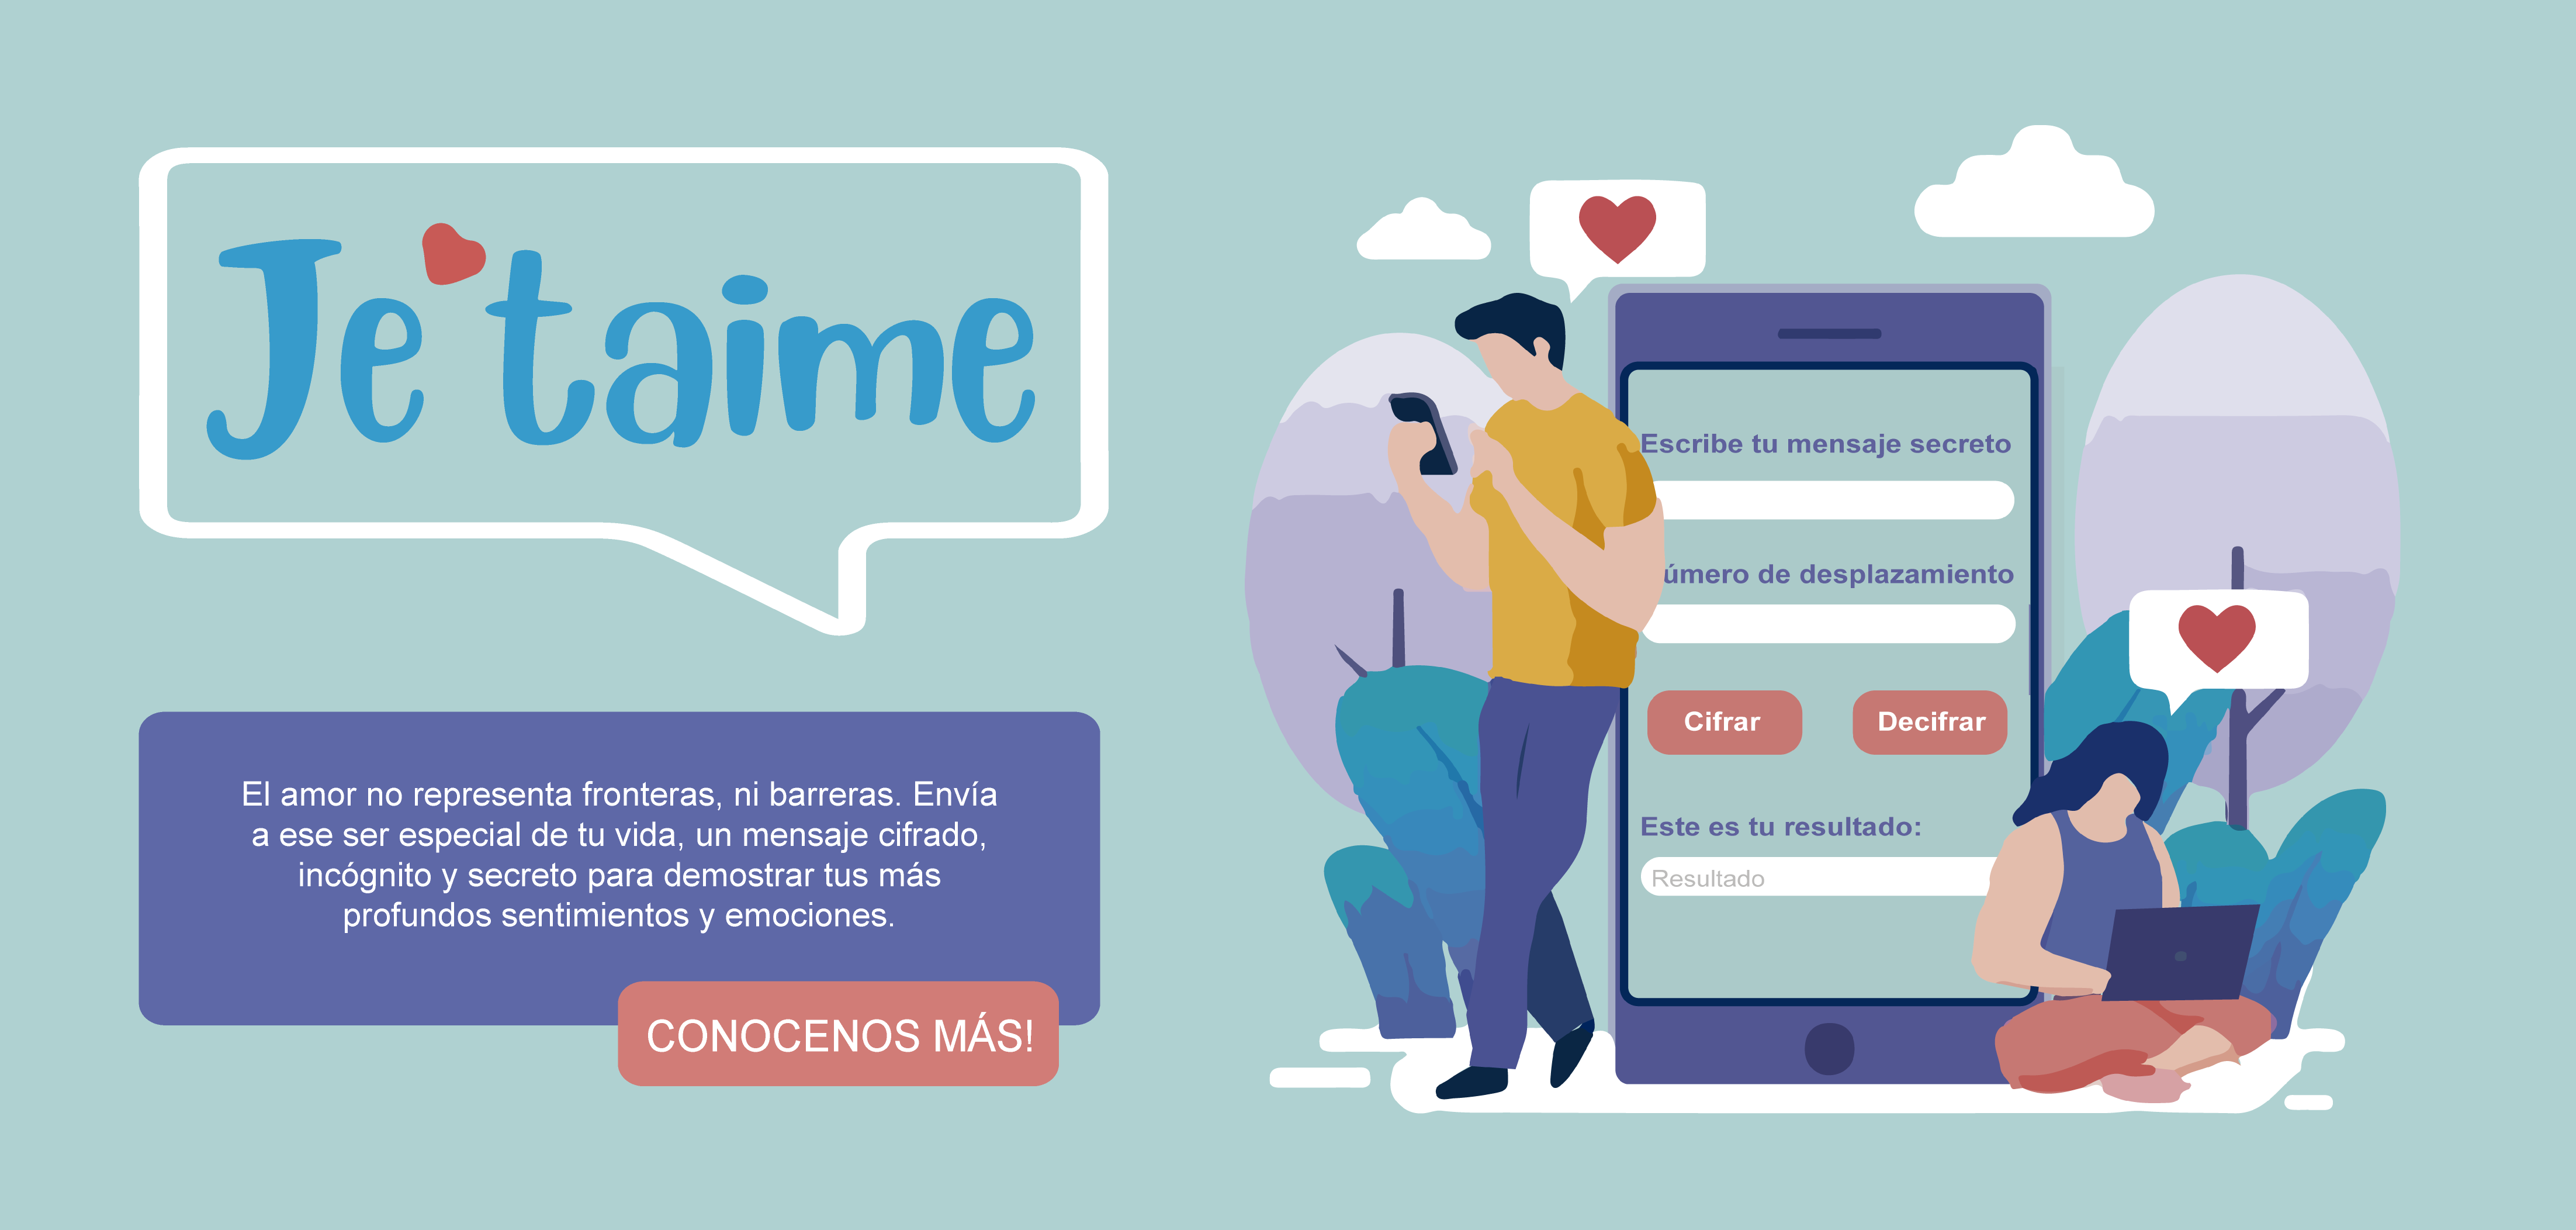 Je'taime
El amor no representa fronteras, ni barreras. Envía
a ese ser especial de tu vida, un mensaje cifrado,
incógnito y secreto para demostrar tus más
profundos sentimientos y emociones.
CONOCENOS MÁS!
Escribe tu mensaje secreto
úmero de desplazamiento
Cifrar
Decifrar
Este es tu resultado:
Resultado